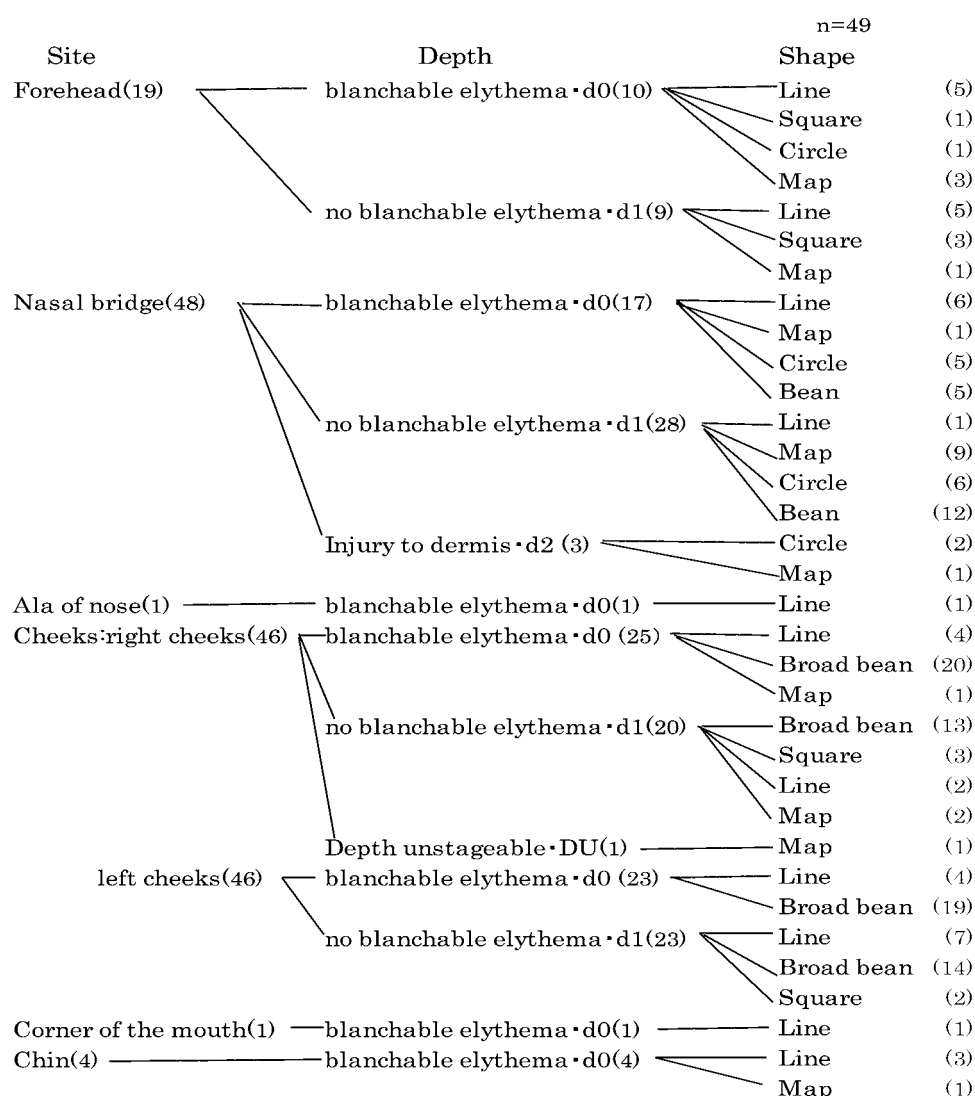 n=49
Site Depth Shape
Forehead(19) blanchable elythema・d0(10) Line (5)
Square (1)
Circle (1)
Map (3)
no blanchable elythema・d1(9) Line (5)
Square (3)
Map (1)
Nasal bridge(48) blanchable elythema・d0(17) Line (6)
Map (1)
Circle (5)
Bean (5)
no blanchable elythema・d1(28) Line (1)
Map (9)
Circle (6)
Bean (12)
Injury to dermis・d2 (3) Circle (2)
Map (1)
Ala of nose(1) blanchable elythema・d0(1) Line (1)
Cheeks:right cheeks(46) blanchable elythema・d0 (25) Line (4)
Broad bean (20)
Map (1)
no blanchable elythema・d1(20) Broad bean (13)
Square (3)
Line (2)
Map (2)
Depth unstageable・DU(1) Map (1)
left cheeks(46) blanchable elythema・d0 (23) Line (4)
Broad bean (19)
no blanchable elythema・d1(23) Line (7)
Broad bean (14)
Square (2)
Corner of the mouth(1) blanchable elythema・d0(1) Line (1)
Chin(4) blanchable elythema・d0(4) Line (3)
Map (1)